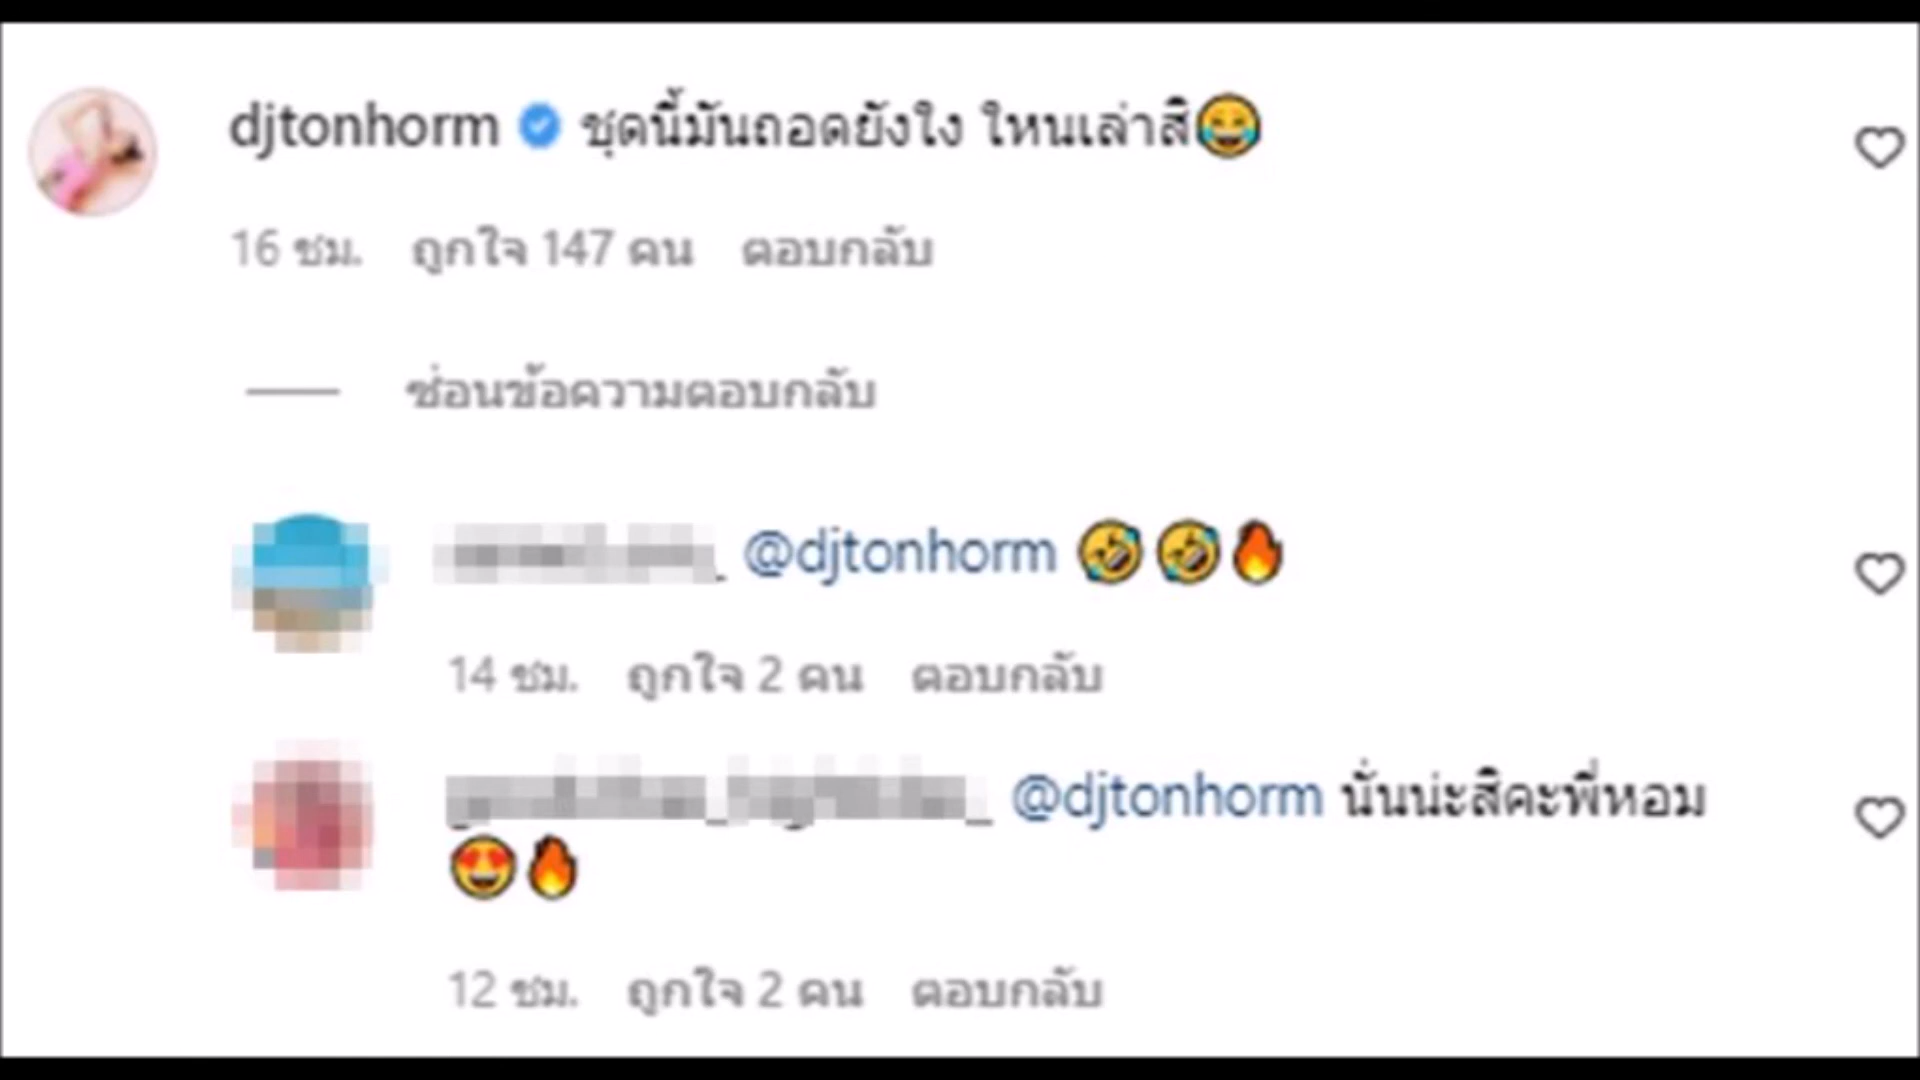 djtonhorm ชุดนี้มันถอดยังใง ใหนเล่าสิ😂
16 ชม. ถูกใจ 147 คน ตอบกลับ
ซ่อนข้อความตอบกลับ
@djtonhorm 🤣🤣🔥
14 ชม. ถูกใจ 2 คน ตอบกลับ
@djtonhorm นั่นน่ะสิคะพี่หอม
😍🔥
12 ชม. ถูกใจ 2 คน ตอบกลับ